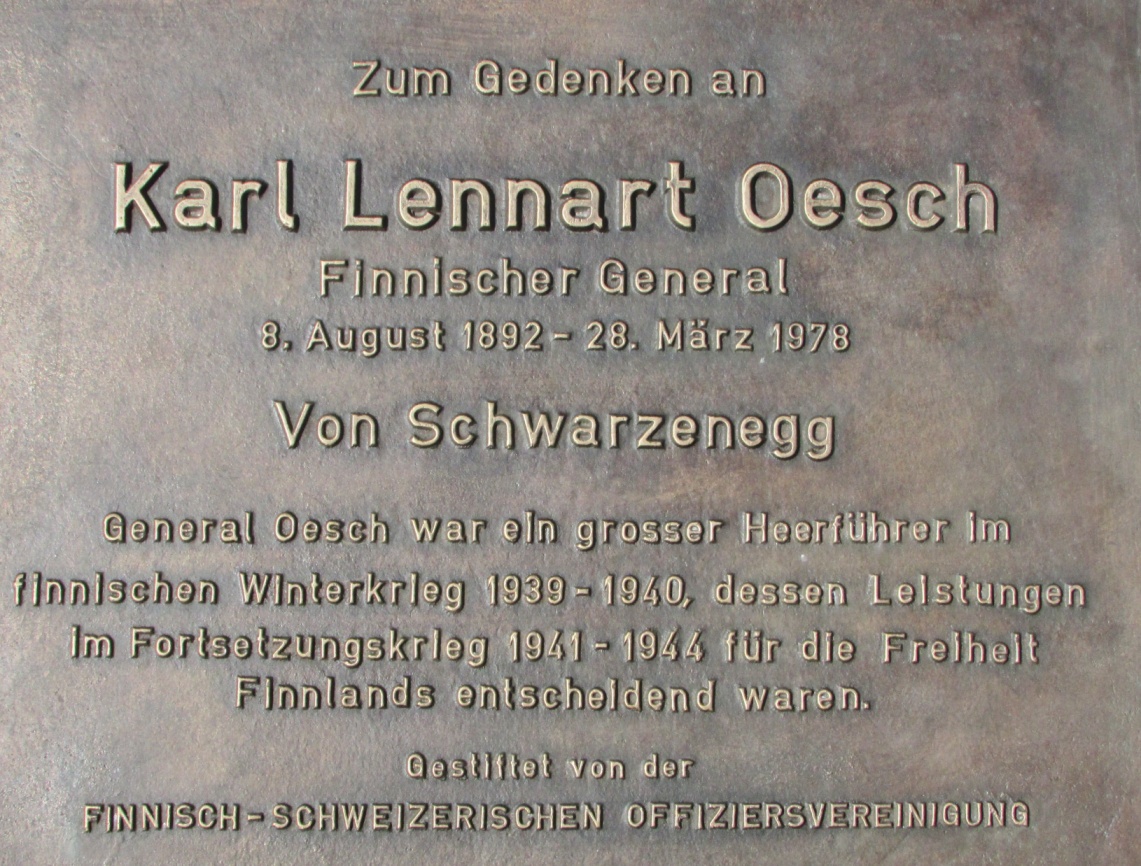 Zum Gedenken an
Karl Lennart Oesch
Finnischer General
8. August 1892 - 28. März 1978
Von Schwarzenegg
General Oesch war ein grosser Heerführer im
finnischen Winterkrieg 1939 - 1940, dessen Leistungen
im Fortsetzungskrieg 1941 - 1944 für die Freiheit
Finnlands entscheidend waren.
Gestiftet von der
FINNISCH - SCHWEIZERISCHEN OFFIZIERSVEREINIGUNG